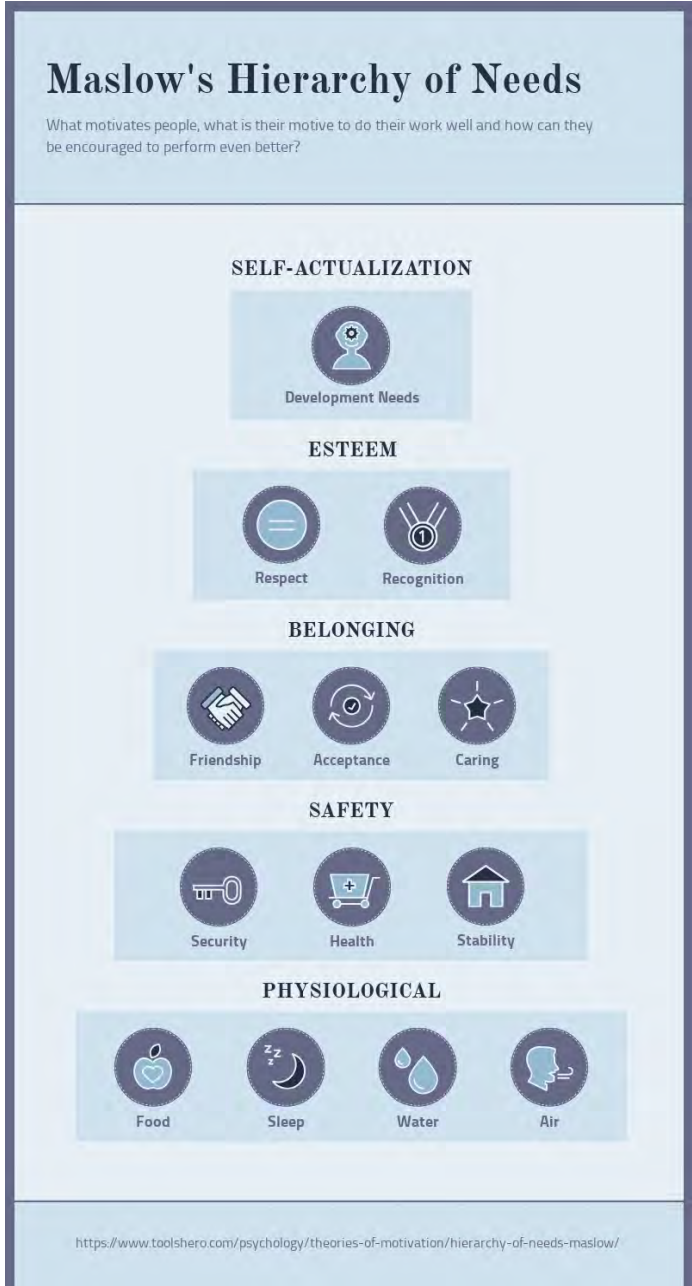 Maslow's Hierarchy of Needs
What motivates people, what is their motive to do their work well and how can they
be encouraged to perform even better?
SELF-ACTUALIZATION
Development Needs
ESTEEM
Respect
Recognition
1
BELONGING
Friendship
Acceptance
Caring
SAFETY
Security
Health
Stability
PHYSIOLOGICAL
z z
z
Food
Sleep
Water
Air
https://www.toolshero.com/psychology/theories-of-motivation/hierarchy-of-needs-maslow/